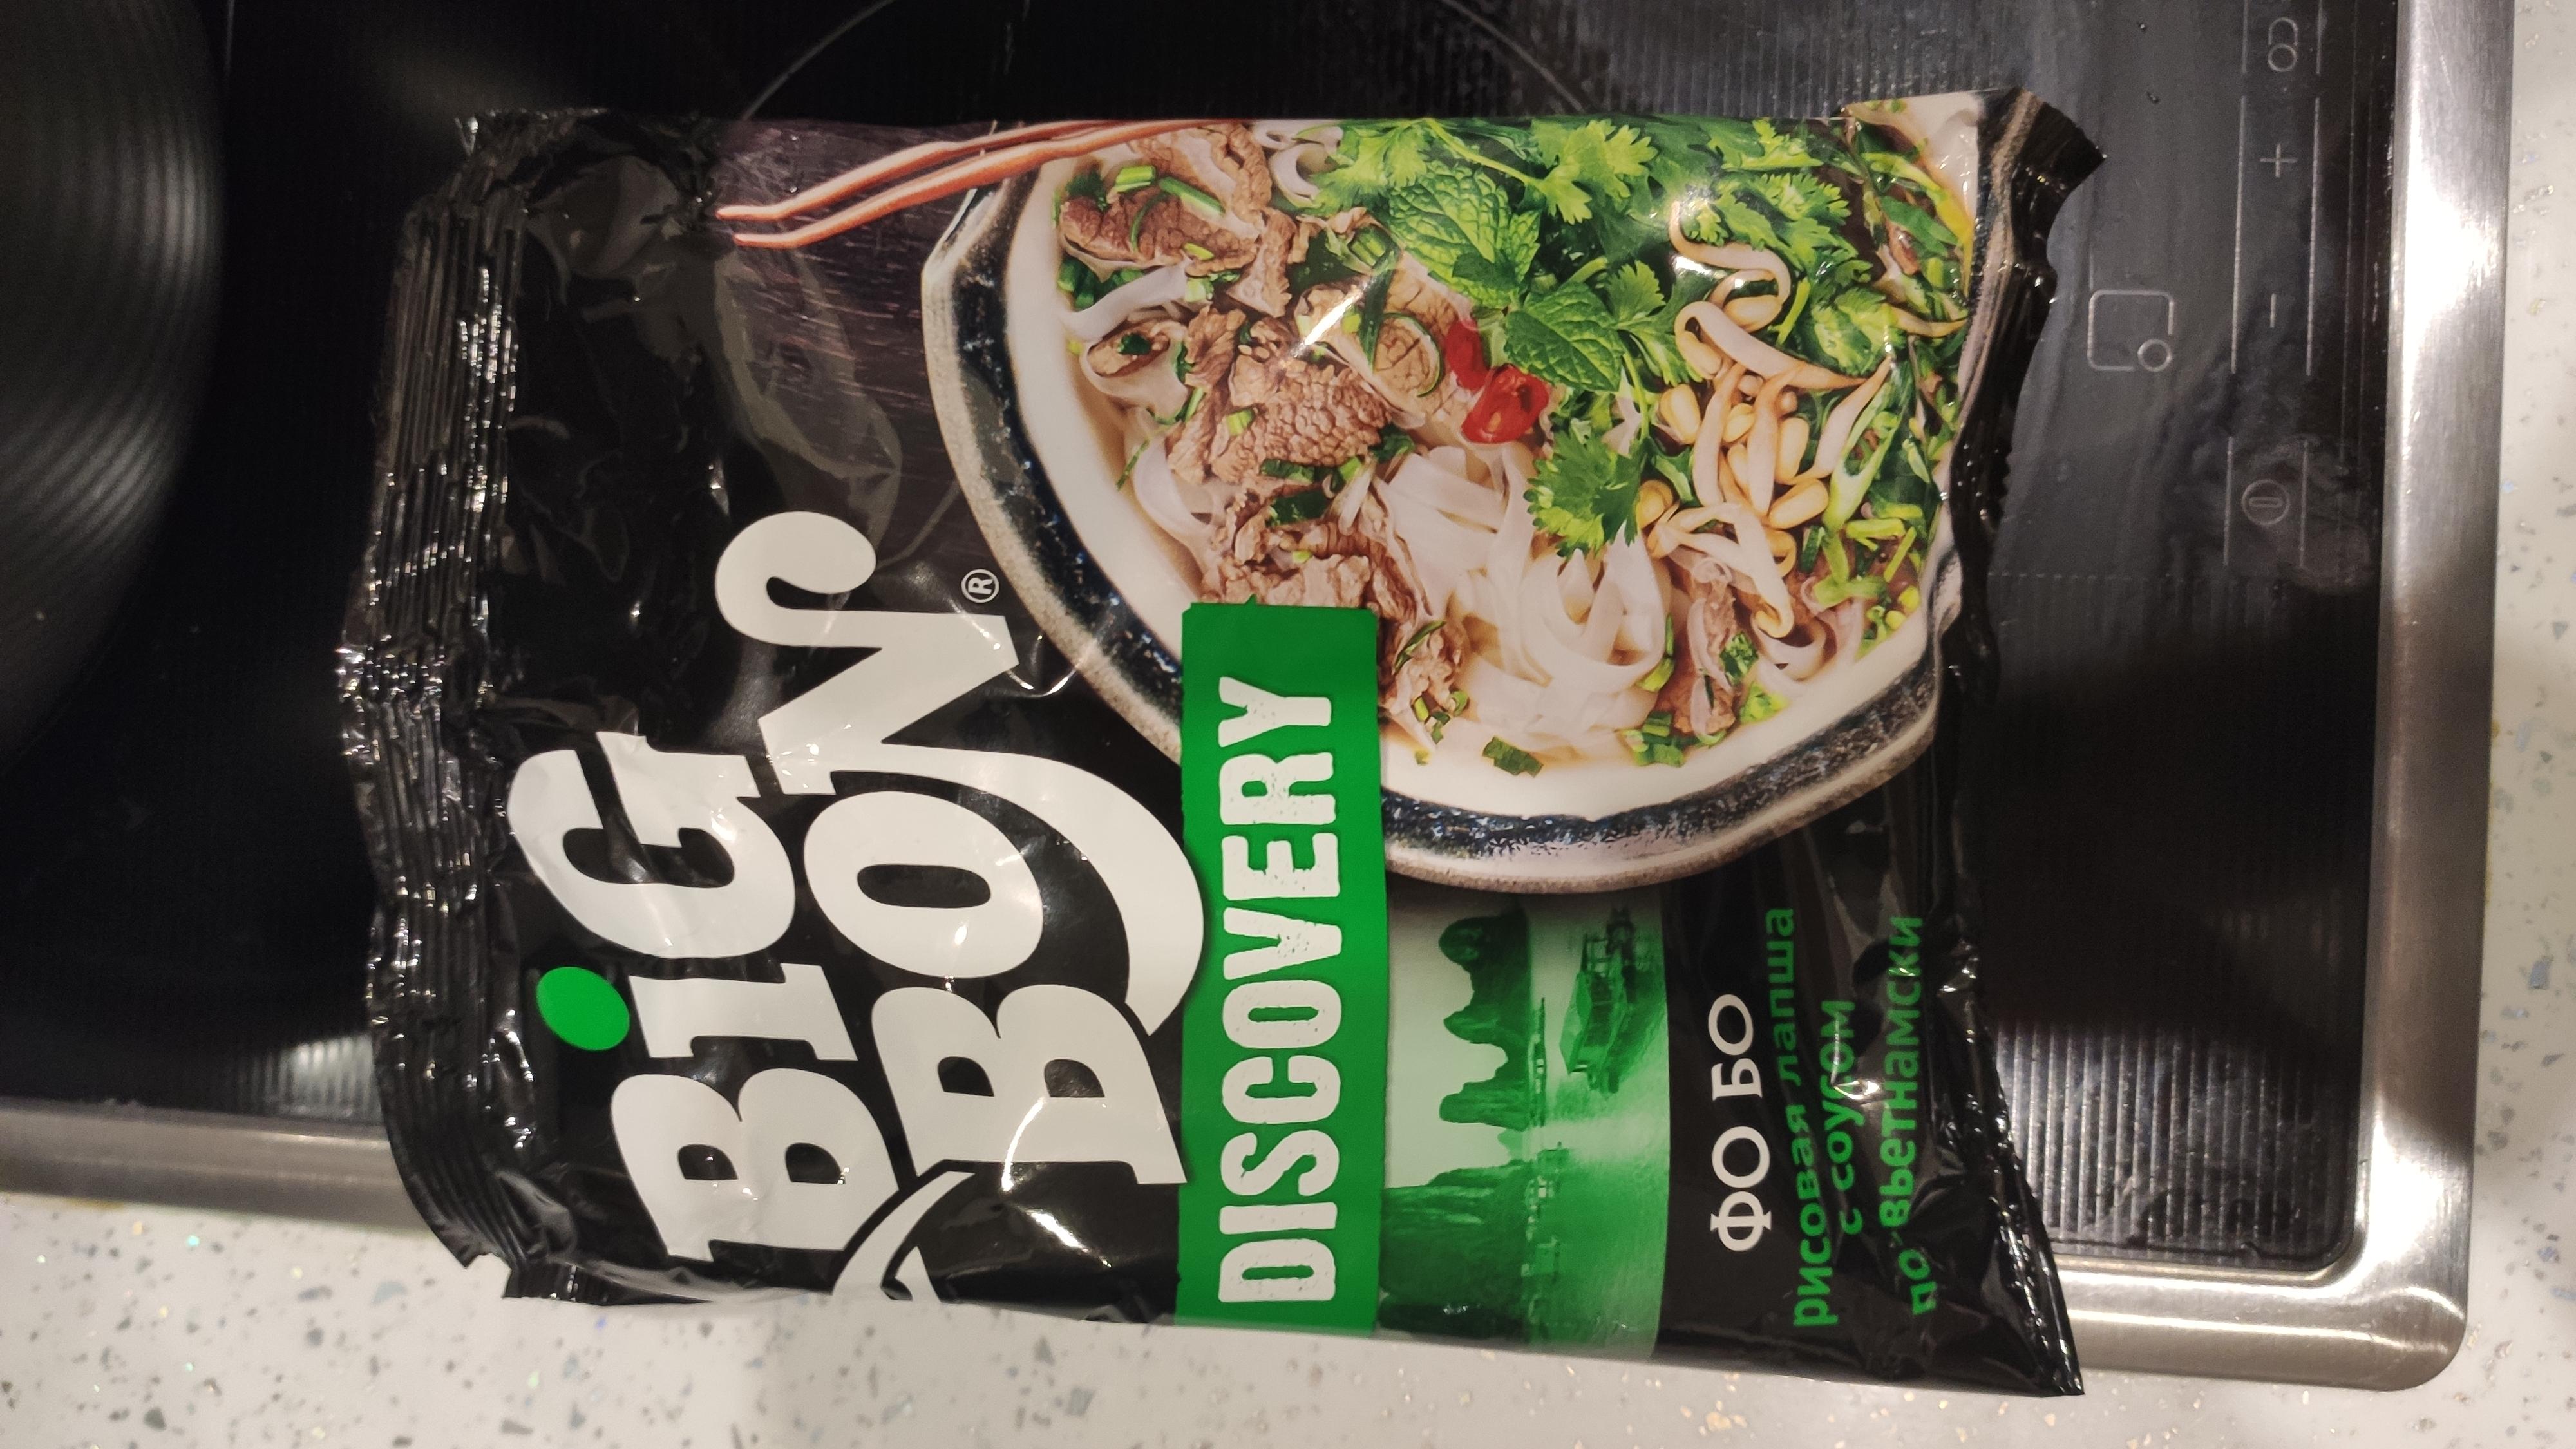 BIG
BON®
DISCOVERY
ФО БО
рисовая лапша
с соусом
по-вьетнамски